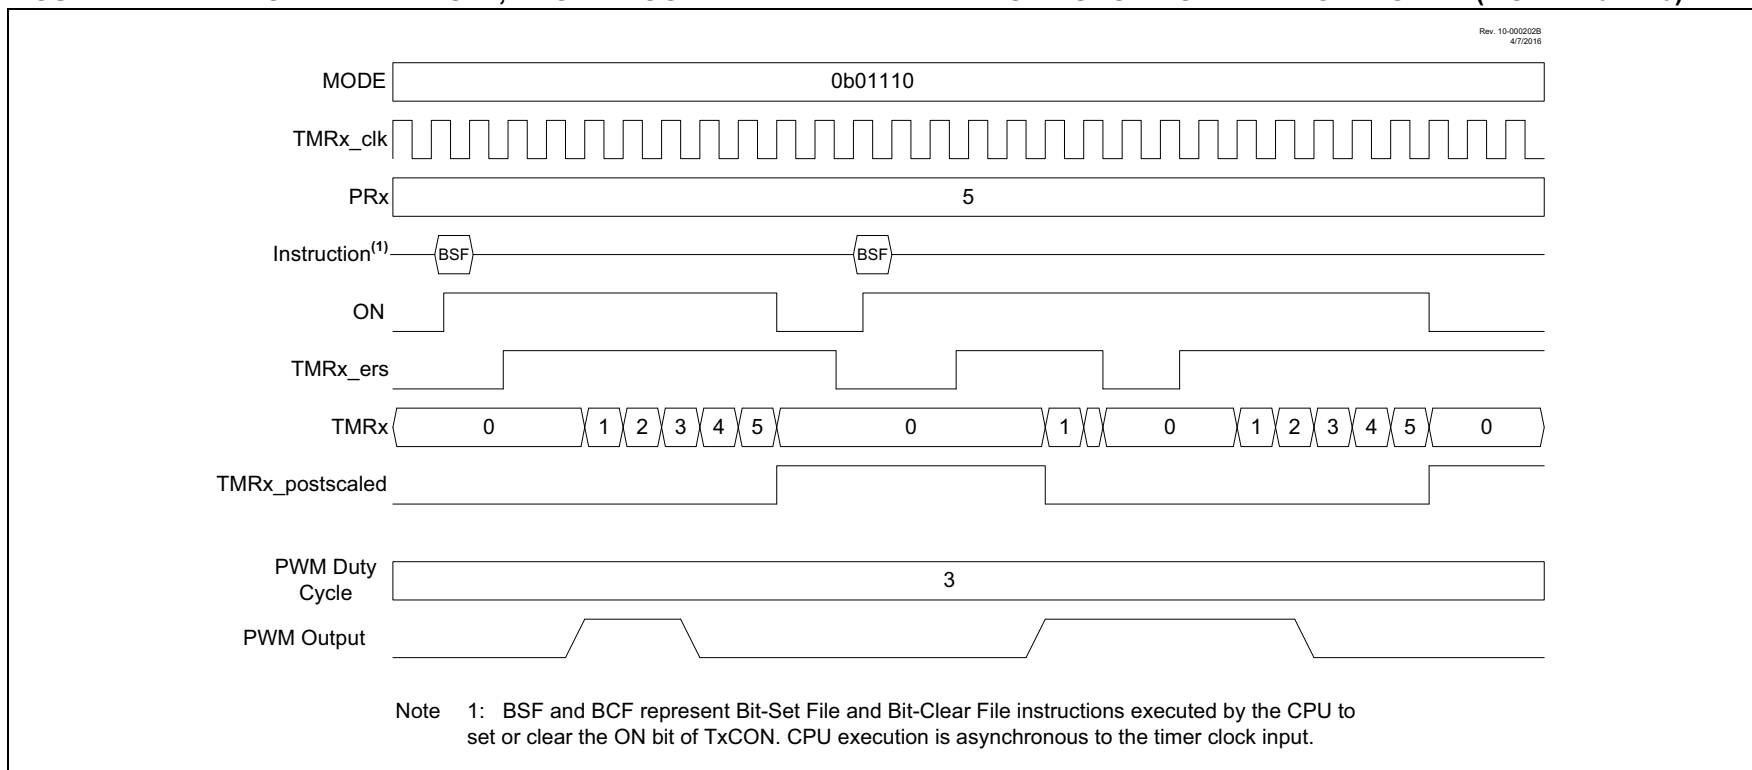 Rev. 10-000202B
4/7/2016
MODE 0b01110
TMRx_clk
PRx 5
Instruction(1) BSF BSF
ON
TMRx_ers
TMRx 0 1 2 3 4 5 0 1 0 1 2 3 4 5 0
TMRx_postscaled
PWM Duty
Cycle 3
PWM Output
Note 1: BSF and BCF represent Bit-Set File and Bit-Clear File instructions executed by the CPU to
set or clear the ON bit of TxCON. CPU execution is asynchronous to the timer clock input.